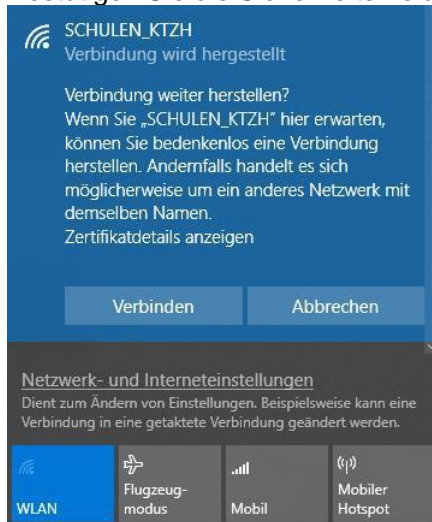 SCHULEN_KTZH
Verbindung wird hergestellt
Verbindung weiter herstellen?
Wenn Sie „SCHULEN_KTZH" hier erwarten,
können Sie bedenkenlos eine Verbindung
herstellen. Andernfalls handelt es sich
möglicherweise um ein anderes Netzwerk mit
demselben Namen.
Zertifikatdetails anzeigen
Verbinden
Abbrechen
Netzwerk- und Interneteinstellungen
Dient zum Ändern von Einstellungen. Beispielsweise kann eine
Verbindung in eine getaktete Verbindung geändert werden.
WLAN
Flugzeug-
modus
Mobil
Mobiler
Hotspot